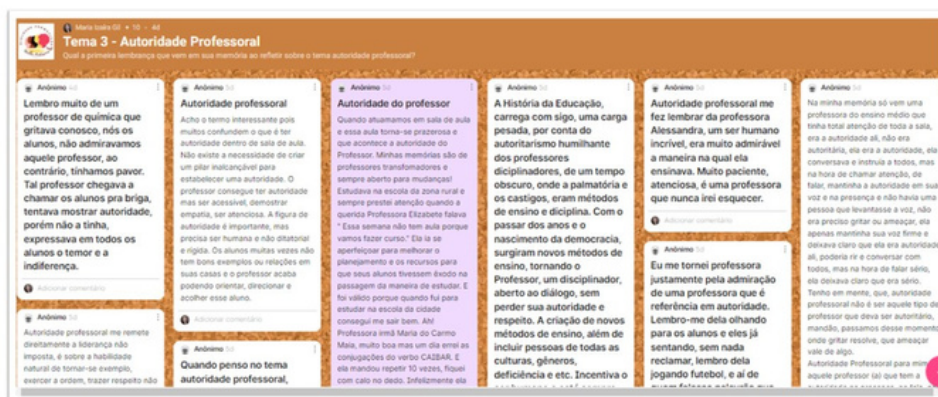 Maria Isaira Gil • 10 • 4d
Tema 3 - Autoridade Professoral
Qual a primeira lembrança que vem em sua memória ao refletir sobre o tema autoridade professoral?
Anônimo 4d
Lembro muito de um
professor de química que
gritava conosco, nós os
alunos, não admirávamos
aquele professor, ao
contrário, tínhamos pavor.
Tal professor chegava a
chamar os alunos pra briga,
tentava mostrar autoridade,
porém não a tinha,
expressava em todos os
alunos o temor e a
indiferença.
Adicionar comentário
Anônimo 5d
Autoridade professoral me remete
diretamente a liderança não
imposta, é sobre a habilidade
natural de tornar-se exemplo,
exercer a ordem, trazer respeito não
Anônimo 5d
Autoridade professoral
Acho o termo interessante pois
muitos confundem o que é ter
autoridade dentro de sala de aula.
Não existe a necessidade de criar
um pilar inalcançável para
estabelecer uma autoridade. O
professor consegue ter autoridade
mas ser acessível, demostrar
empatia, ser atencioso. A figura de
autoridade é importante, mas
precisa ser humana e não ditatorial
e rígida. Os alunos muitas vezes não
tem bons exemplos ou relações em
suas casas e o professor acaba
podendo orientar, direcionar e
acolher esse aluno.
Adicionar comentário
Anônimo 5d
Quando penso no tema
autoridade professoral,
Anônimo 5d
Autoridade do professor
Quando atuamamos em sala de aula
e essa aula torna-se prazerosa e
que acontece a autoridade do
Professor. Minhas memórias são de
professores transfomadores e
sempre aberto para mudanças!
Estudava na escola da zona rural e
sempre prestei atenção quando a
querida Professora Elizabete falava
" Essa semana não tem aula porque
vamos fazer curso." Ela ia se
aperfeiçoar para melhorar o
planejamento e os recursos para
que seus alunos tivessem êxodo na
passagem da maneira de estudar. E
foi válido porque quando fui para
estudar na escola da cidade
consegui me sair bem. Ah!
Professora irmã Maria do Carmo
Maia, muito boa mas um dia errei as
conjugações do verbo CAIBAR. E
ela mandou repetir 10 vezes, fiquei
com calo no dedo. Infelizmente ela
Anônimo 5d
A História da Educação,
carrega com sigo, uma carga
pesada, por conta do
autoritarismo humilhante
dos professores
diciplinadores, de um tempo
obscuro, onde a palmatória e
os castigos, eram métodos
de ensino e diciplina. Com o
passar dos anos e o
nascimento da democracia,
surgiram novos métodos de
ensino, tornando o
Professor, um disciplinador,
aberto ao diálogo, sem
perder sua autoridade e
respeito. A criação de novos
métodos de ensino, além de
incluir pessoas de todas as
culturas, gêneros,
deficiência e etc. Incentiva o
Anônimo 5d
Autoridade professoral me
fez lembrar da professora
Alessandra, um ser humano
incrível, era muito admirável
a maneira na qual ela
ensinava. Muito paciente,
atenciosa, é uma professora
que nunca irei esquecer.
Adicionar comentário
Anônimo 5d
Eu me tornei professora
justamente pela admiração
de uma professora que é
referência em autoridade.
Lembro-me dela olhando
para os alunos e eles já
sentando, sem nada
reclamar, lembro dela
jogando futebol, e aí de
Anônimo 5d
Na minha memória só vem uma
professora do ensino médio que
tinha total atenção de toda a sala,
era a autoridade ali, não era
autoritária, ela era a autoridade, ela
conversava e instruía a todos, mas
na hora de chamar atenção, de
falar, mantinha a autoridade em sua
voz e na presença e não havia uma
pessoa que levantasse a voz, não
era preciso gritar ou ameaçar, ela
apenas mantinha sua voz firme e
deixava claro que ela era autoridade
ali, poderia rir e conversar com
todos, mas na hora de falar sério,
ela deixava claro que era sério.
Tenho em mente, que, autoridade
professoral não é ser aquele tipo de
professor que deva ser autoritário,
mandão, passamos desse momento
onde gritar resolve, que ameaçar
vale de algo.
Autoridade Professoral para mim
aquele professor (a) que tem a